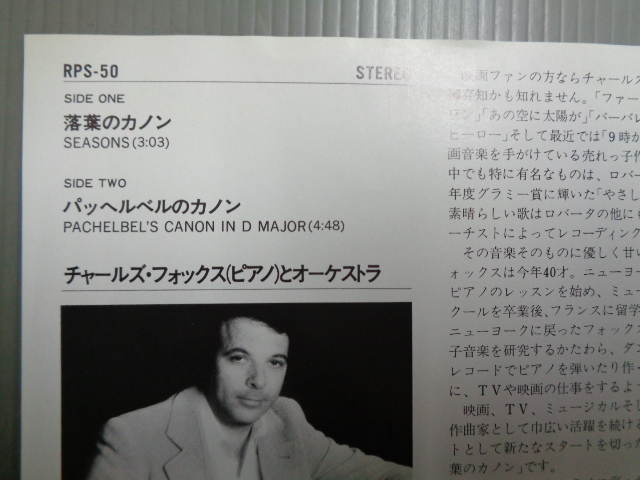 RPS-50
STEREO
SIDE ONE
落葉のカノン
SEASONS(3:03)
SIDE TWO
パッヘルベルのカノン
PACHELBEL'S CANON IN D MAJOR(4:48)
チャールズ・フォックス(ピアノ)とオーケストラ
映画ファンの方ならチャールズ
知かも知れません。「ファー
ワン」「あの空に太陽が」「バーバレ
ヒーロー」そして最近では「9時か
画音楽を手がけている売れっ子作
中でも特に有名なものは、ロバー
年度グラミー賞に輝いた「やさし
素晴らしい歌はロバータの他にも
ーチストによってレコーディング
その音楽そのものに優しく甘い
ォックスは今年40才。ニューヨー
ピアノのレッスンを始め、ミュー
クールを卒業後、フランスに留学
ニューヨークに戻ったフォック
子音楽を研究するかたわら、ダン
レコードでピアノを弾いたり作・
に、TVや映画の仕事をするよう
映画、TV、ミュージカルそし
作曲家として巾広い活躍を続ける
トとして新たなスタートを切った
葉のカノン」です。